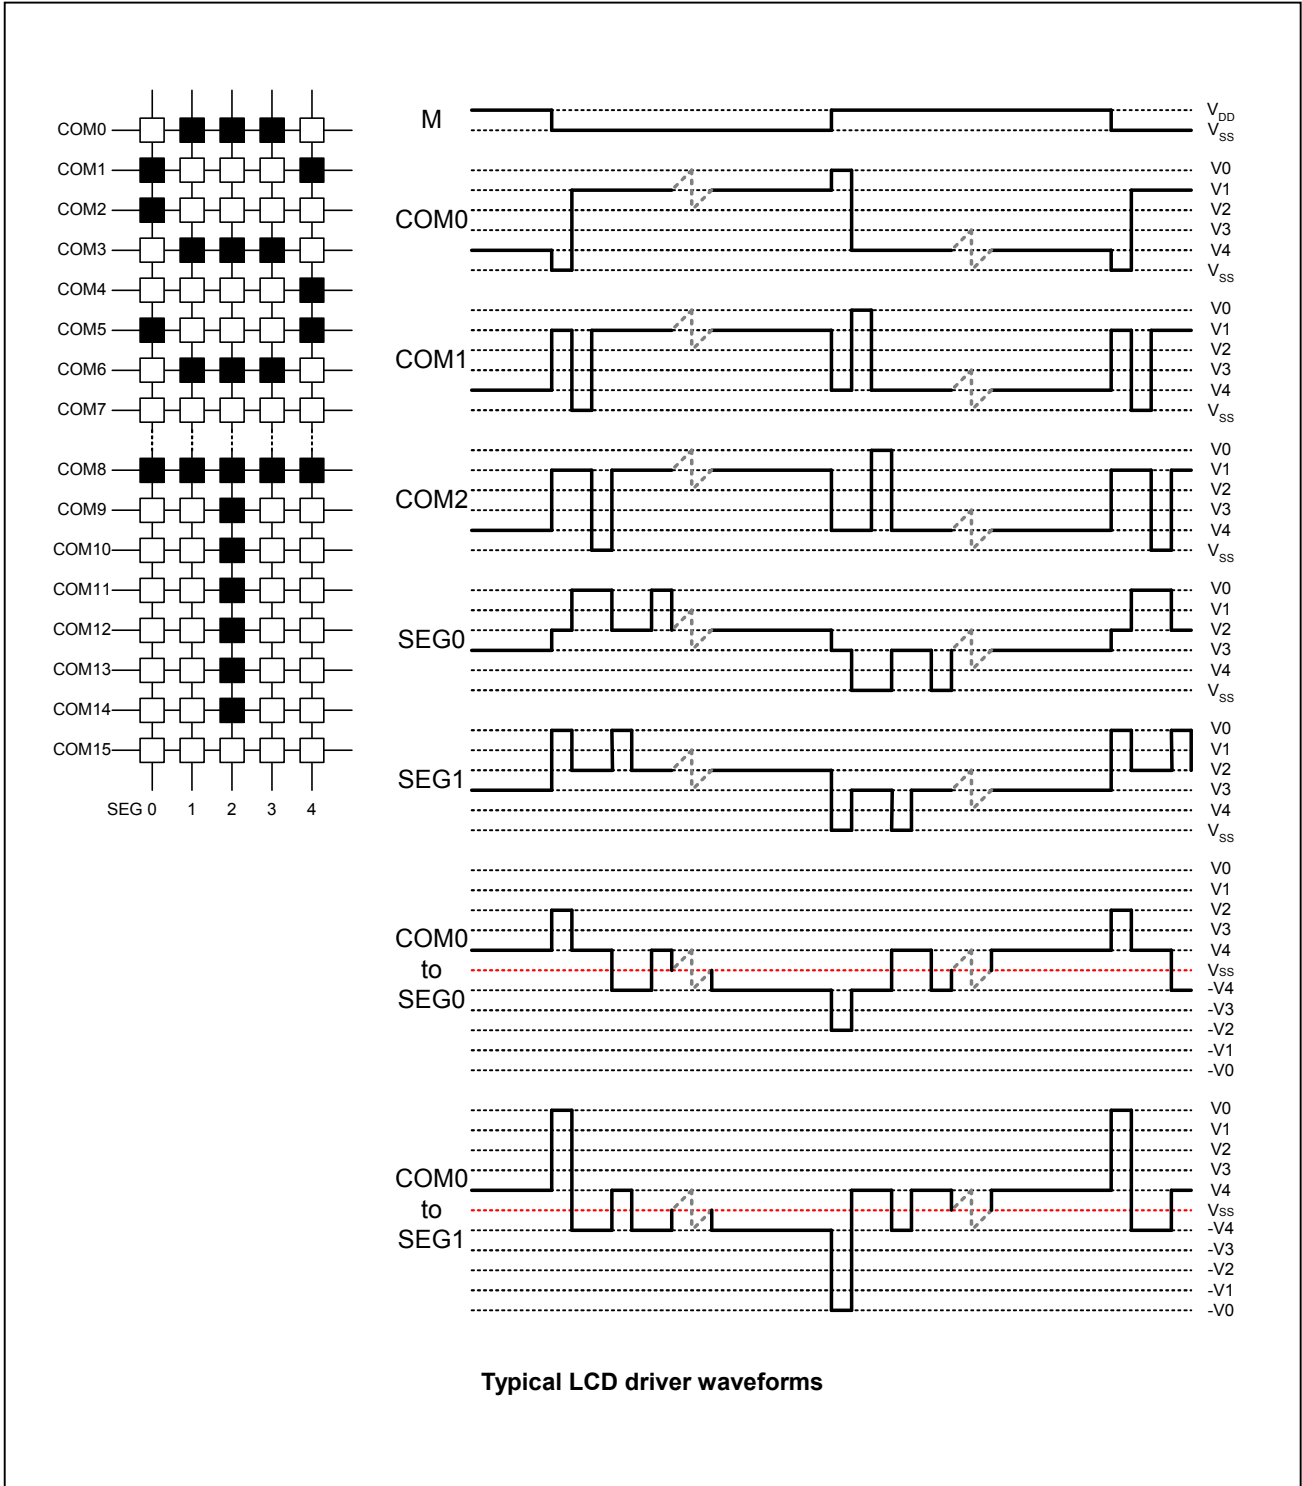 COM0
COM1
COM2
COM3
COM4
COM5
COM6
COM7
COM8
COM9
COM10
COM11
COM12
COM13
COM14
COM15
SEG 0 1 2 3 4
M
VDD
VSS
COM0
V0
V1
V2
V3
V4
VSS
COM1
V0
V1
V2
V3
V4
VSS
COM2
V0
V1
V2
V3
V4
VSS
SEG0
V0
V1
V2
V3
V4
VSS
SEG1
V0
V1
V2
V3
V4
VSS
COM0
to
SEG0
V0
V1
V2
V3
V4
VSS
-V4
-V3
-V2
-V1
-V0
COM0
to
SEG1
V0
V1
V2
V3
V4
VSS
-V4
-V3
-V2
-V1
-V0
Typical LCD driver waveforms